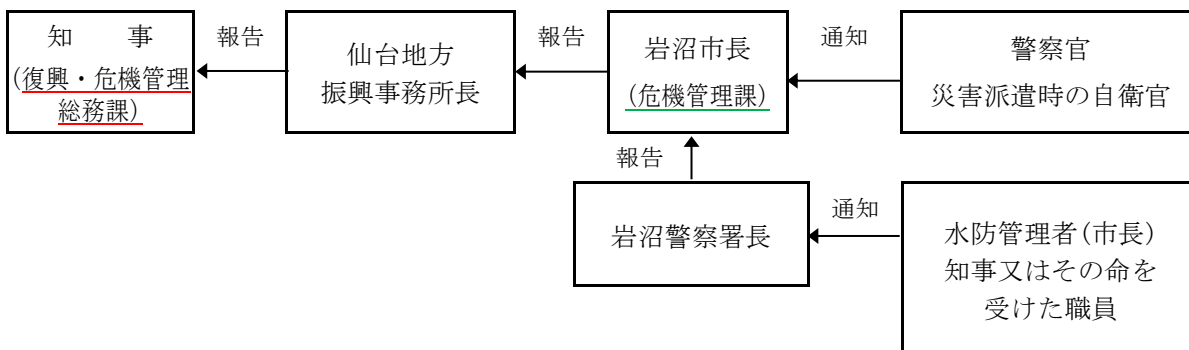 知　　事
(復興・危機管理
総務課)
報告
仙台地方
振興事務所長
報告
岩沼市長
(危機管理課)
通知
警察官
災害派遣時の自衛官
報告
岩沼警察署長
通知
水防管理者(市長)
知事又はその命を
受けた職員